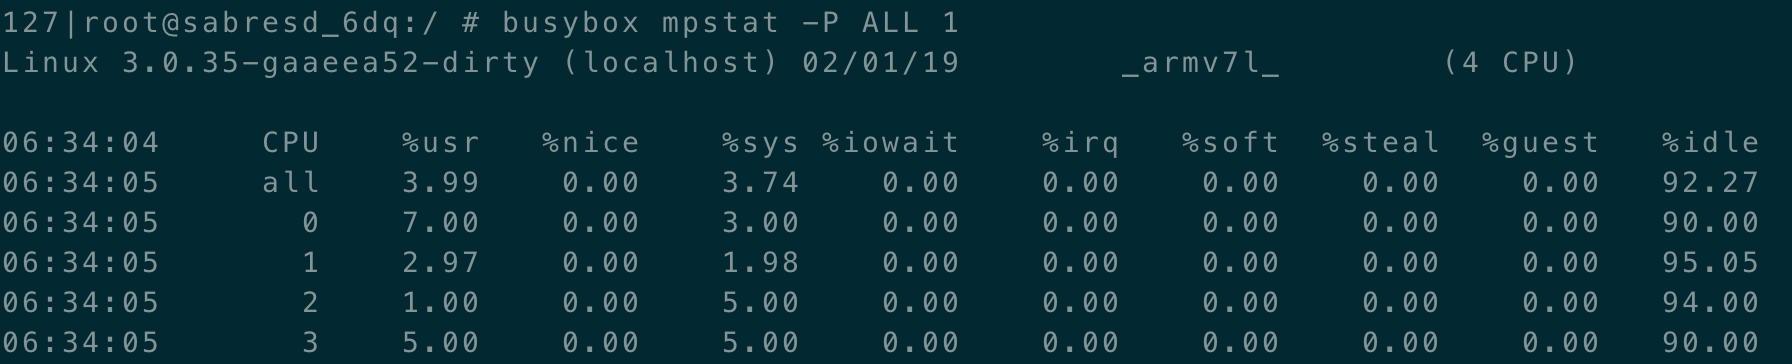 127|root@sabresd_6dq:/ # busybox mpstat -P ALL 1
Linux 3.0.35-gaaeea52-dirty (localhost) 02/01/19 _armv7l_ (4 CPU)
06:34:04 CPU %usr %nice %sys %iowait %irq %soft %steal %guest %idle
06:34:05 all 3.99 0.00 3.74 0.00 0.00 0.00 0.00 0.00 92.27
06:34:05 0 7.00 0.00 3.00 0.00 0.00 0.00 0.00 0.00 90.00
06:34:05 1 2.97 0.00 1.98 0.00 0.00 0.00 0.00 0.00 95.05
06:34:05 2 1.00 0.00 5.00 0.00 0.00 0.00 0.00 0.00 94.00
06:34:05 3 5.00 0.00 5.00 0.00 0.00 0.00 0.00 0.00 90.00